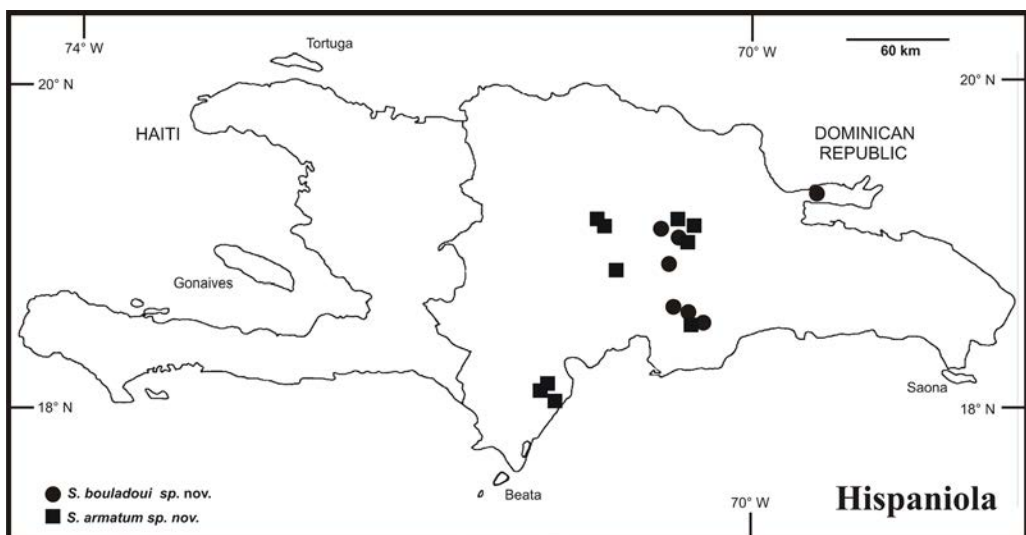 74° W
70° W
60 km
Tortuga
20° N
20° N
HAITI
DOMINICAN
REPUBLIC
Gonaives
Saona
18° N
18° N
Beata
S. bouladoui sp. nov.
S. armatum sp. nov.
70° W
Hispaniola